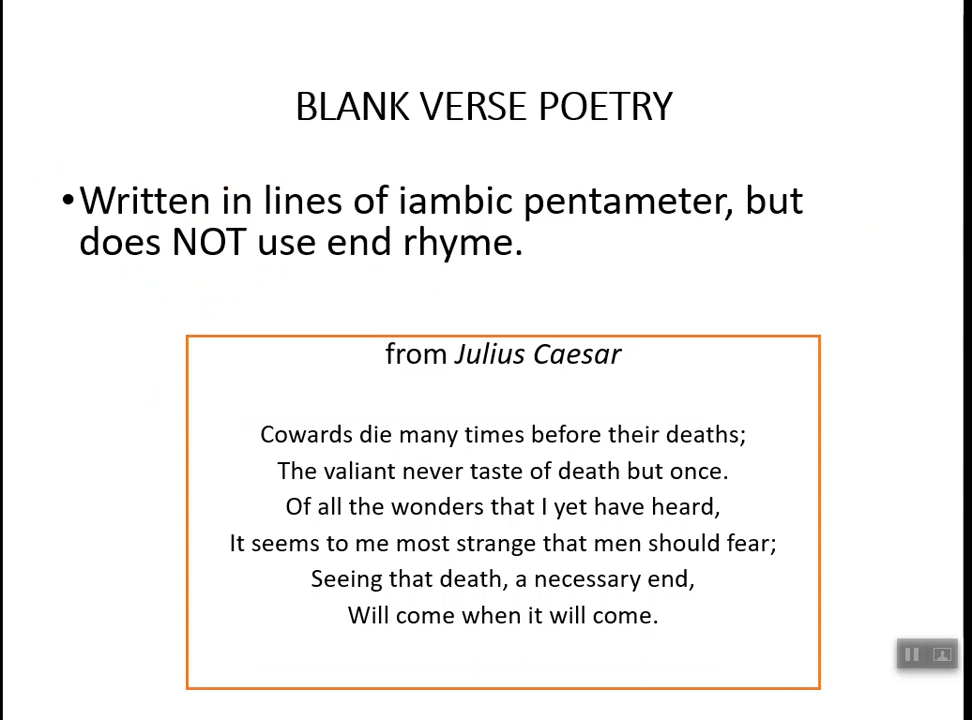 BLANK VERSE POETRY
•Written in lines of iambic pentameter, but
does NOT use end rhyme.
from Julius Caesar
Cowards die many times before their deaths;
The valiant never taste of death but once.
Of all the wonders that I yet have heard,
It seems to me most strange that men should fear;
Seeing that death, a necessary end,
Will come when it will come.